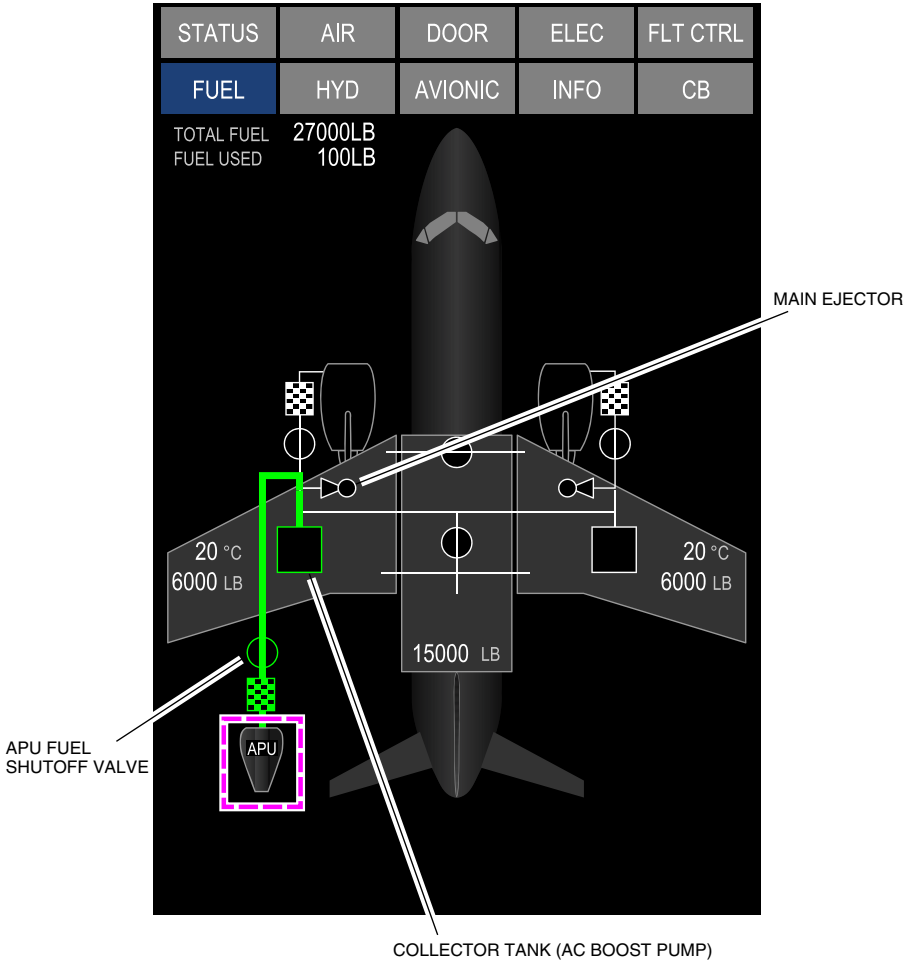 STATUS AIR DOOR ELEC FLT CTRL
FUEL HYD AVIONIC INFO CB
TOTAL FUEL 27000LB
FUEL USED 100LB
MAIN EJECTOR
20 °C 20 °C
6000 LB 6000 LB
15000 LB
APU FUEL
SHUTOFF VALVE
APU
COLLECTOR TANK (AC BOOST PUMP)